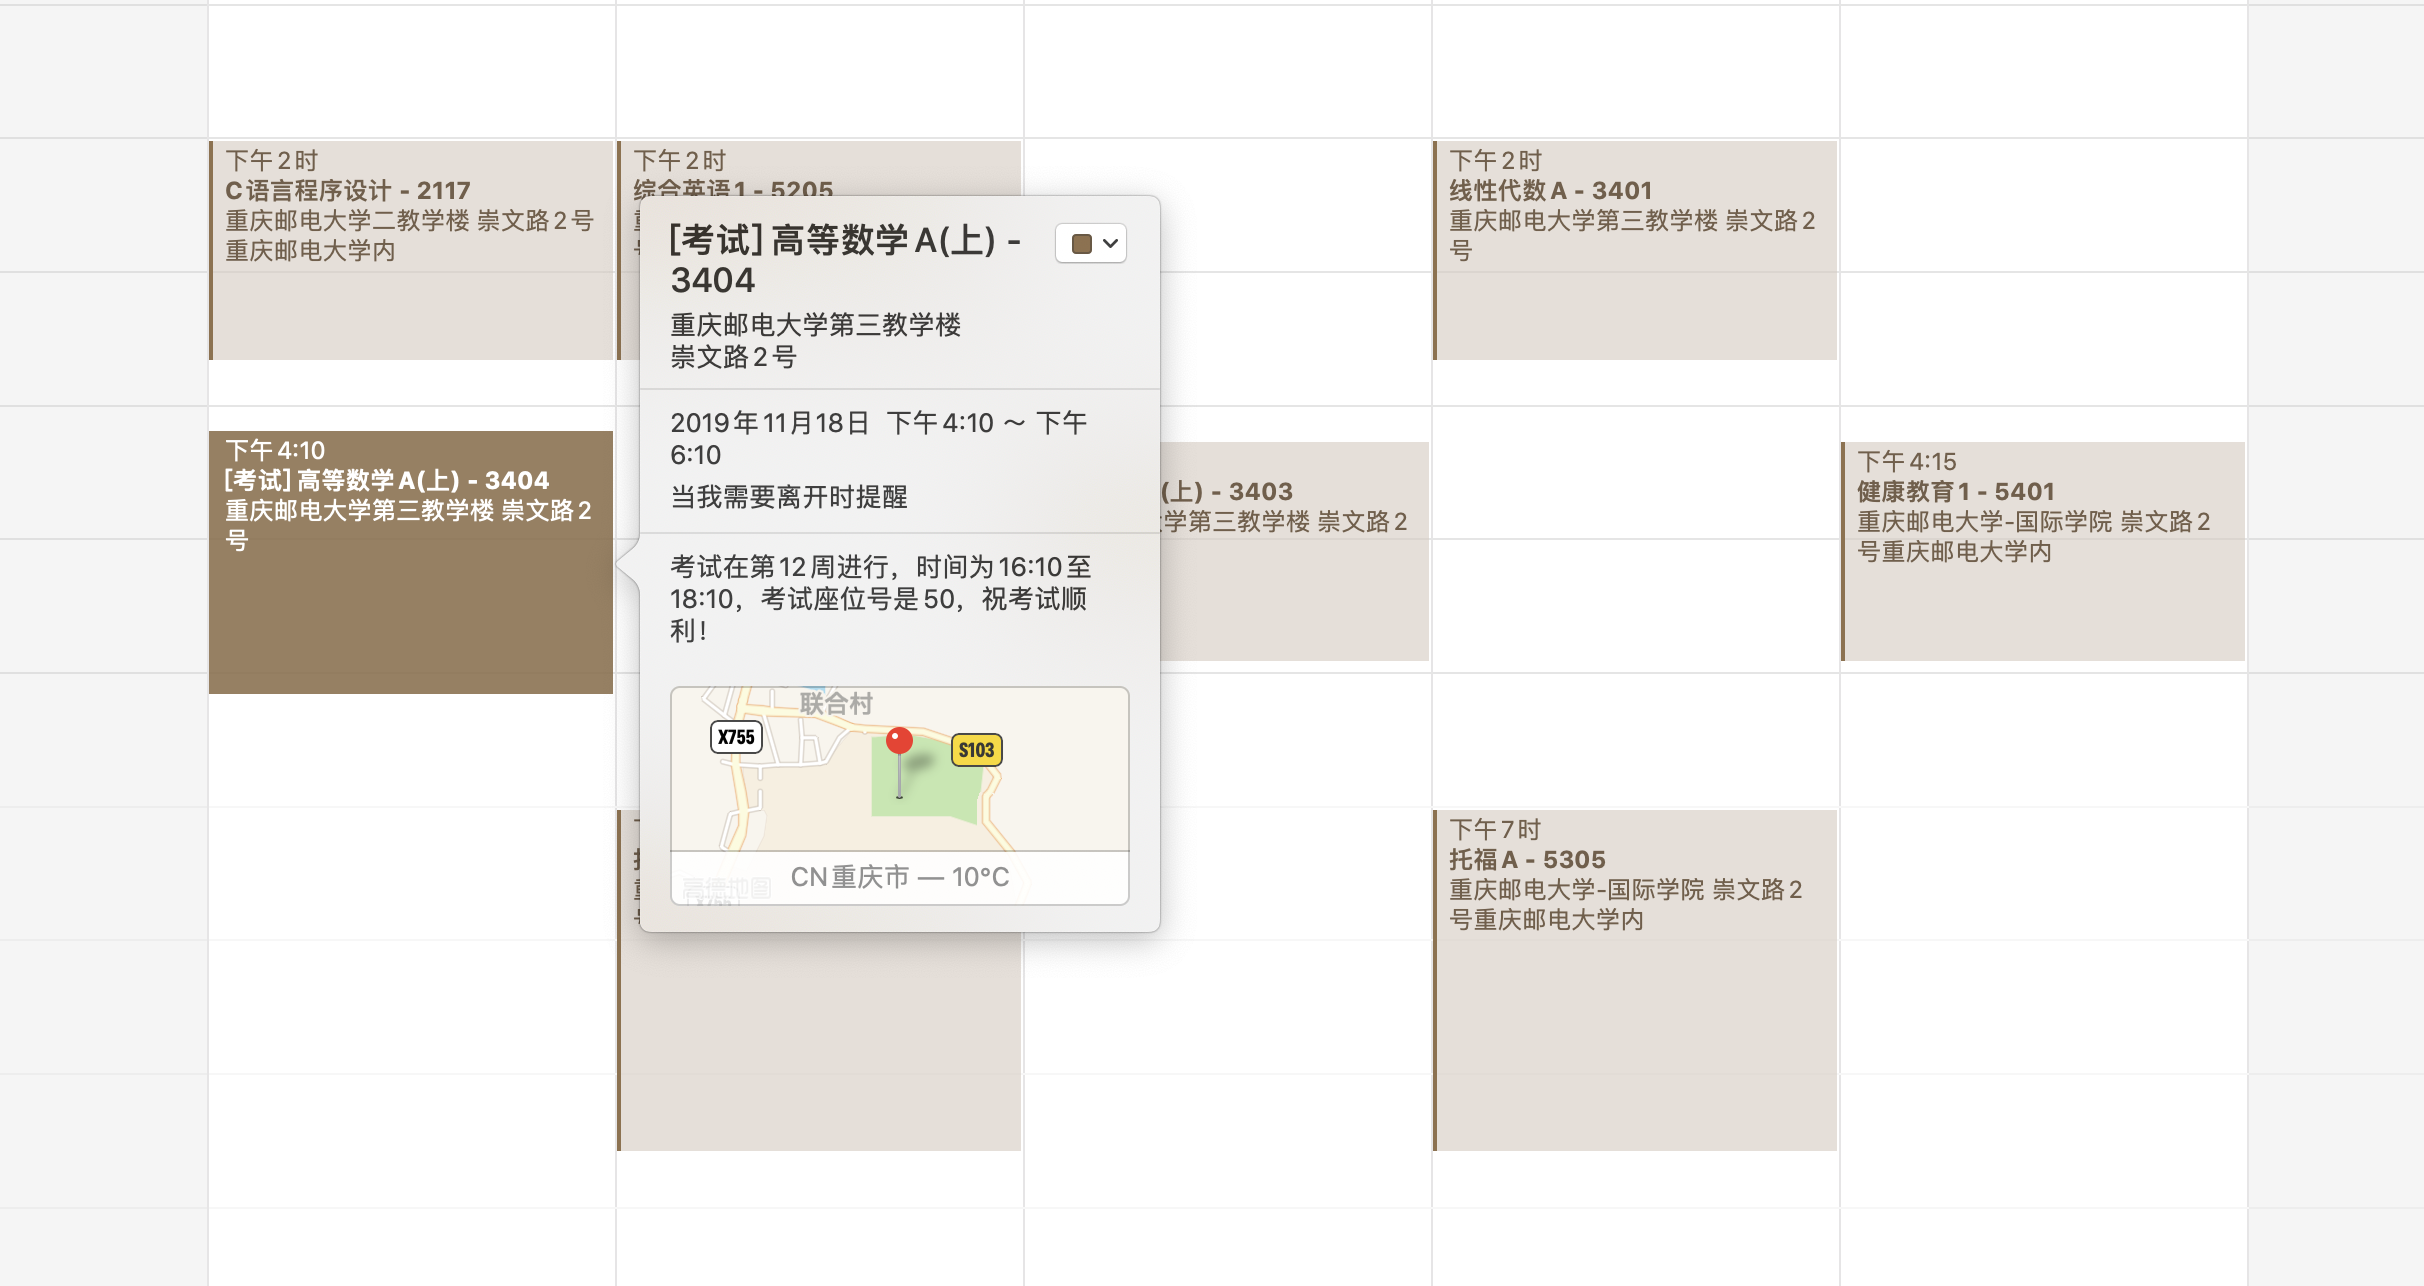 下午2时
C语言程序设计 - 2117
重庆邮电大学二教学楼 崇文路2号
重庆邮电大学内
下午4:10
[考试] 高等数学A(上) - 3404
重庆邮电大学第三教学楼 崇文路2
号
下午2时
综合英语1 - 5205
[考试] 高等数学A(上) -
3404
重庆邮电大学第三教学楼
崇文路2号
2019年11月18日 下午4:10 ～ 下午
6:10
当我需要离开时提醒
考试在第12周进行，时间为16:10至
18:10，考试座位号是50，祝考试顺
利！
联合村
X755
S103
高德地图
CN重庆市 — 10°C
(上) - 3403
学第三教学楼 崇文路2
下午2时
线性代数A - 3401
重庆邮电大学第三教学楼 崇文路2
号
下午7时
托福A - 5305
重庆邮电大学-国际学院 崇文路2
号重庆邮电大学内
下午4:15
健康教育1 - 5401
重庆邮电大学-国际学院 崇文路2
号重庆邮电大学内